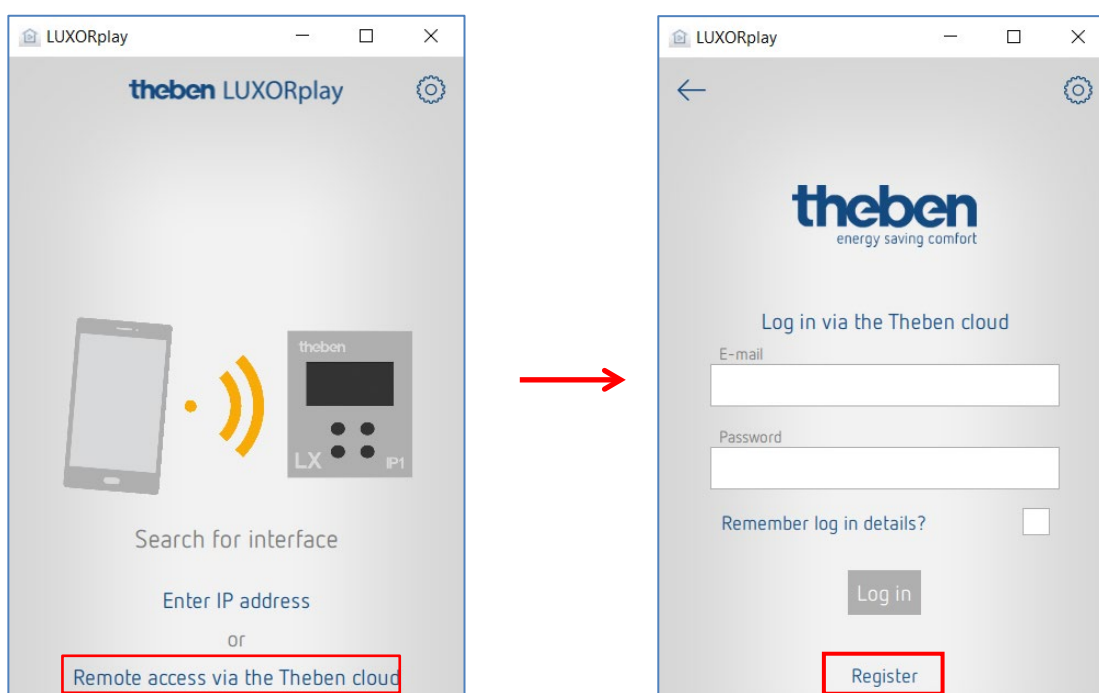 LUXORplay
theben LUXORplay
theben
LX
IP1
Search for interface
Enter IP address
or
Remote access via the Theben cloud
LUXORplay
theben
energy saving comfort
Log in via the Theben cloud
E-mail
Password
Remember log in details?
Log in
Register